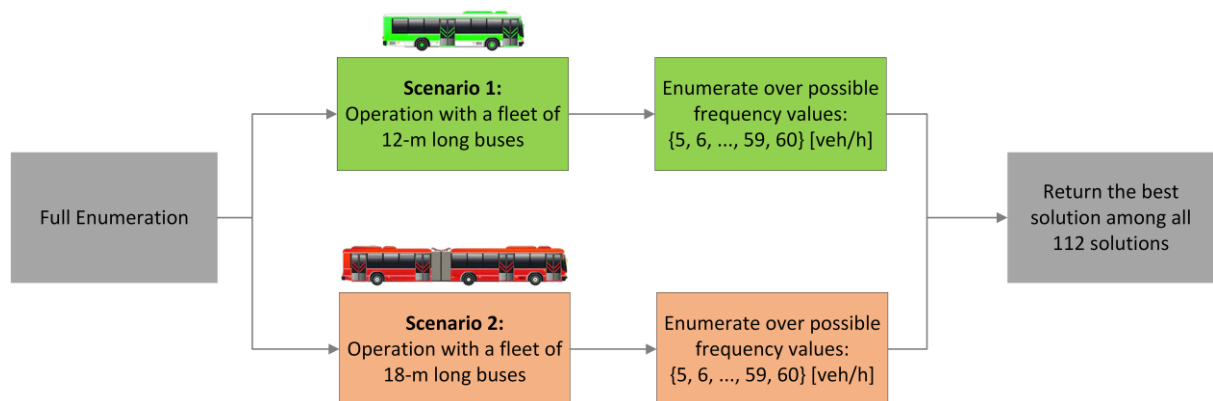 Full Enumeration
Scenario 1:
Operation with a fleet of
12-m long buses
Enumerate over possible
frequency values:
{5, 6, ..., 59, 60} [veh/h]
Scenario 2:
Operation with a fleet of
18-m long buses
Enumerate over possible
frequency values:
{5, 6, ..., 59, 60} [veh/h]
Return the best
solution among all
112 solutions